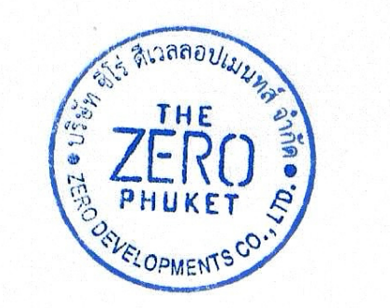 บริษัท ซีโร่ ดีเวลลอปเมนทส์ จำกัด
THE
ZERO
PHUKET
ZERO DEVELOPMENTS CO., LTD.